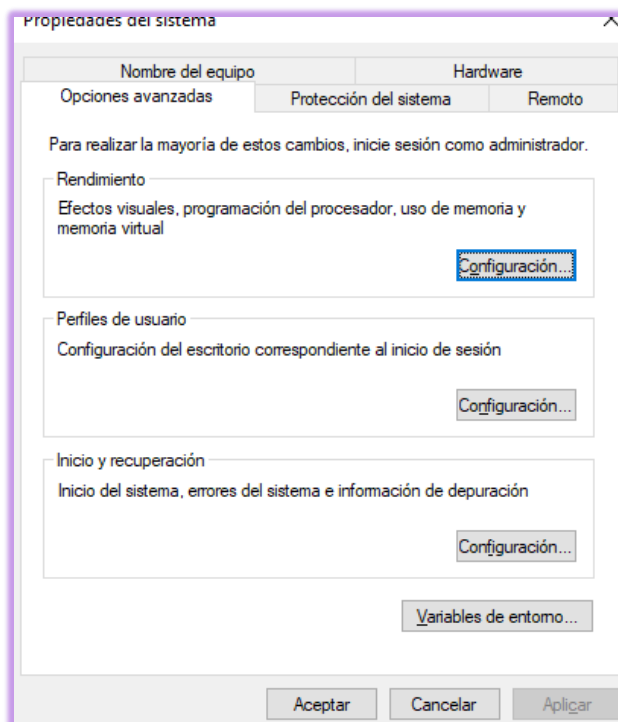 Propiedades del sistema
Nombre del equipo
Hardware
Opciones avanzadas
Protección del sistema
Remoto
Para realizar la mayoría de estos cambios, inicie sesión como administrador.
Rendimiento
Efectos visuales, programación del procesador, uso de memoria y
memoria virtual
Configuración...
Perfiles de usuario
Configuración del escritorio correspondiente al inicio de sesión
Configuración...
Inicio y recuperación
Inicio del sistema, errores del sistema e información de depuración
Configuración...
Variables de entorno...
Aceptar
Cancelar
Aplicar